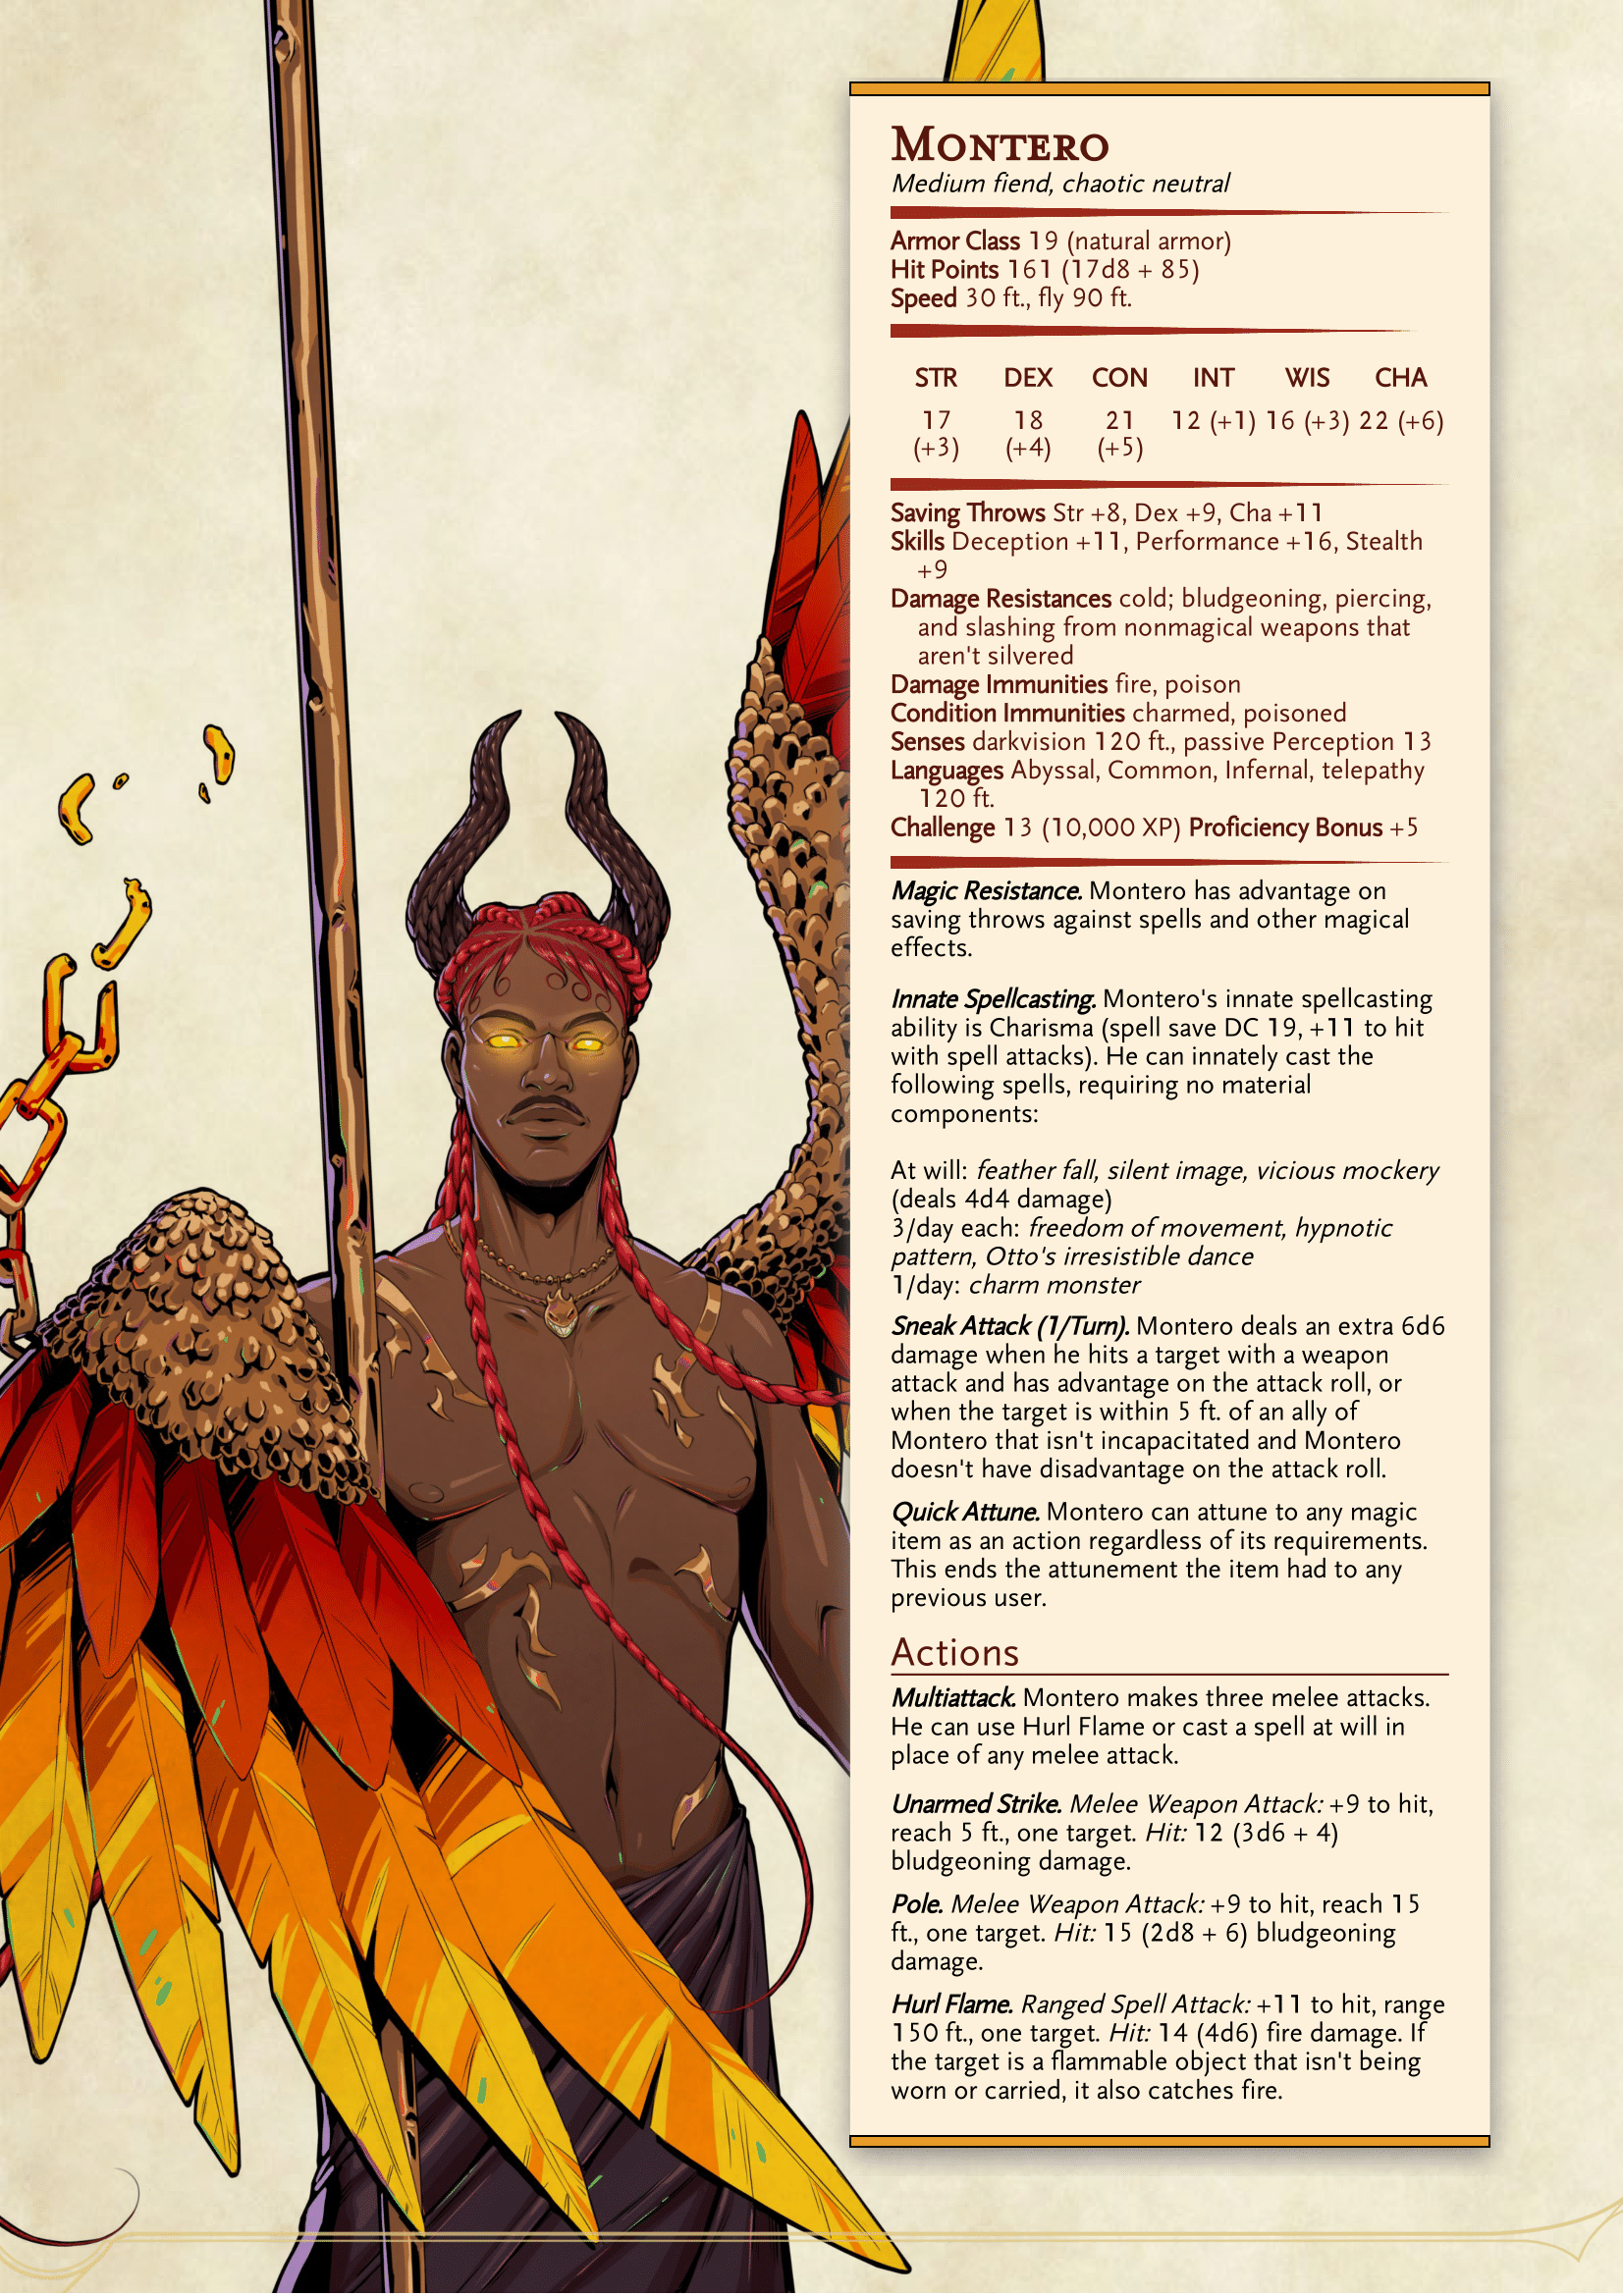 Montero
Medium fiend, chaotic neutral
Armor Class 19 (natural armor)
Hit Points 161 (17d8 + 85)
Speed 30 ft., fly 90 ft.
STR DEX CON INT WIS CHA
17 18 21 12 (+1) 16 (+3) 22 (+6)
(+3) (+4) (+5)
Saving Throws Str +8, Dex +9, Cha +11
Skills Deception +11, Performance +16, Stealth
+9
Damage Resistances cold; bludgeoning, piercing,
and slashing from nonmagical weapons that
aren't silvered
Damage Immunities fire, poison
Condition Immunities charmed, poisoned
Senses darkvision 120 ft., passive Perception 13
Languages Abyssal, Common, Infernal, telepathy
120 ft.
Challenge 13 (10,000 XP) Proficiency Bonus +5
Magic Resistance. Montero has advantage on
saving throws against spells and other magical
effects.
Innate Spellcasting. Montero's innate spellcasting
ability is Charisma (spell save DC 19, +11 to hit
with spell attacks). He can innately cast the
following spells, requiring no material
components:
At will: feather fall, silent image, vicious mockery
(deals 4d4 damage)
3/day each: freedom of movement, hypnotic
pattern, Otto's irresistible dance
1/day: charm monster
Sneak Attack (1/Turn). Montero deals an extra 6d6
damage when he hits a target with a weapon
attack and has advantage on the attack roll, or
when the target is within 5 ft. of an ally of
Montero that isn't incapacitated and Montero
doesn't have disadvantage on the attack roll.
Quick Attune. Montero can attune to any magic
item as an action regardless of its requirements.
This ends the attunement the item had to any
previous user.
Actions
Multiattack. Montero makes three melee attacks.
He can use Hurl Flame or cast a spell at will in
place of any melee attack.
Unarmed Strike. Melee Weapon Attack: +9 to hit,
reach 5 ft., one target. Hit: 12 (3d6 + 4)
bludgeoning damage.
Pole. Melee Weapon Attack: +9 to hit, reach 15
ft., one target. Hit: 15 (2d8 + 6) bludgeoning
damage.
Hurl Flame. Ranged Spell Attack: +11 to hit, range
150 ft., one target. Hit: 14 (4d6) fire damage. If
the target is a flammable object that isn't being
worn or carried, it also catches fire.